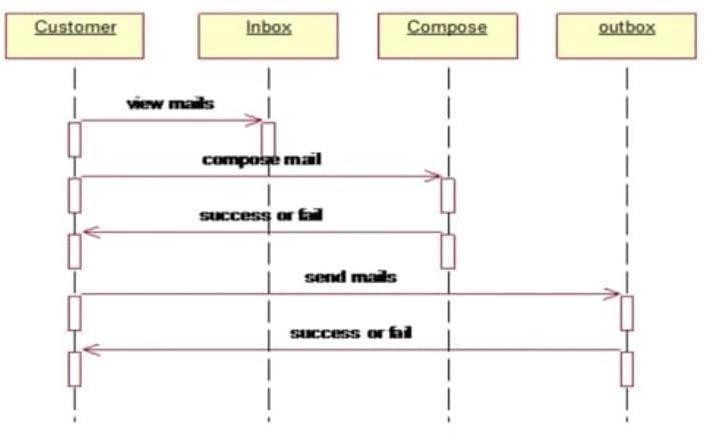 Customer
Inbox
Compose
outbox
view mails
compose mail
success or fail
send mails
success or fail